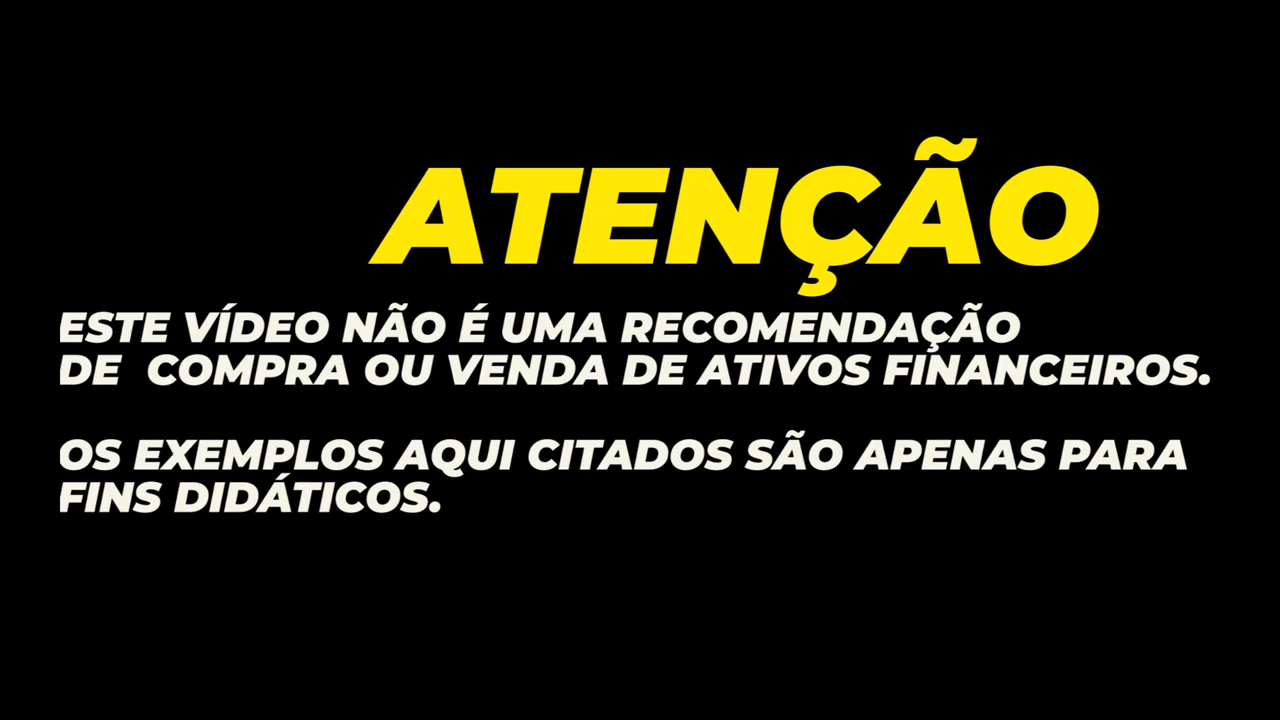 ATENÇÃO
ESTE VÍDEO NÃO É UMA RECOMENDAÇÃO
DE COMPRA OU VENDA DE ATIVOS FINANCEIROS.
OS EXEMPLOS AQUI CITADOS SÃO APENAS PARA
FINS DIDÁTICOS.